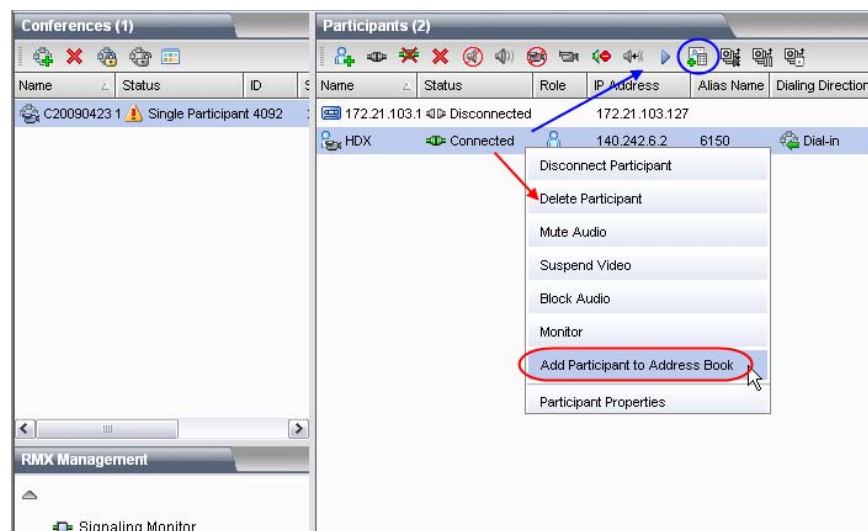 Conferences (1)
Name Status ID S
C20090423 1 Single Participant 4092
Participants (2)
Name Status Role IP Address Alias Name Dialing Direction
172.21.103.1 Disconnected 172.21.103.127
HDX Connected 140.242.6.2 6150 Dial-in
Disconnect Participant
Delete Participant
Mute Audio
Suspend Video
Block Audio
Monitor
Add Participant to Address Book
Participant Properties
RMX Management
Signaling Monitor